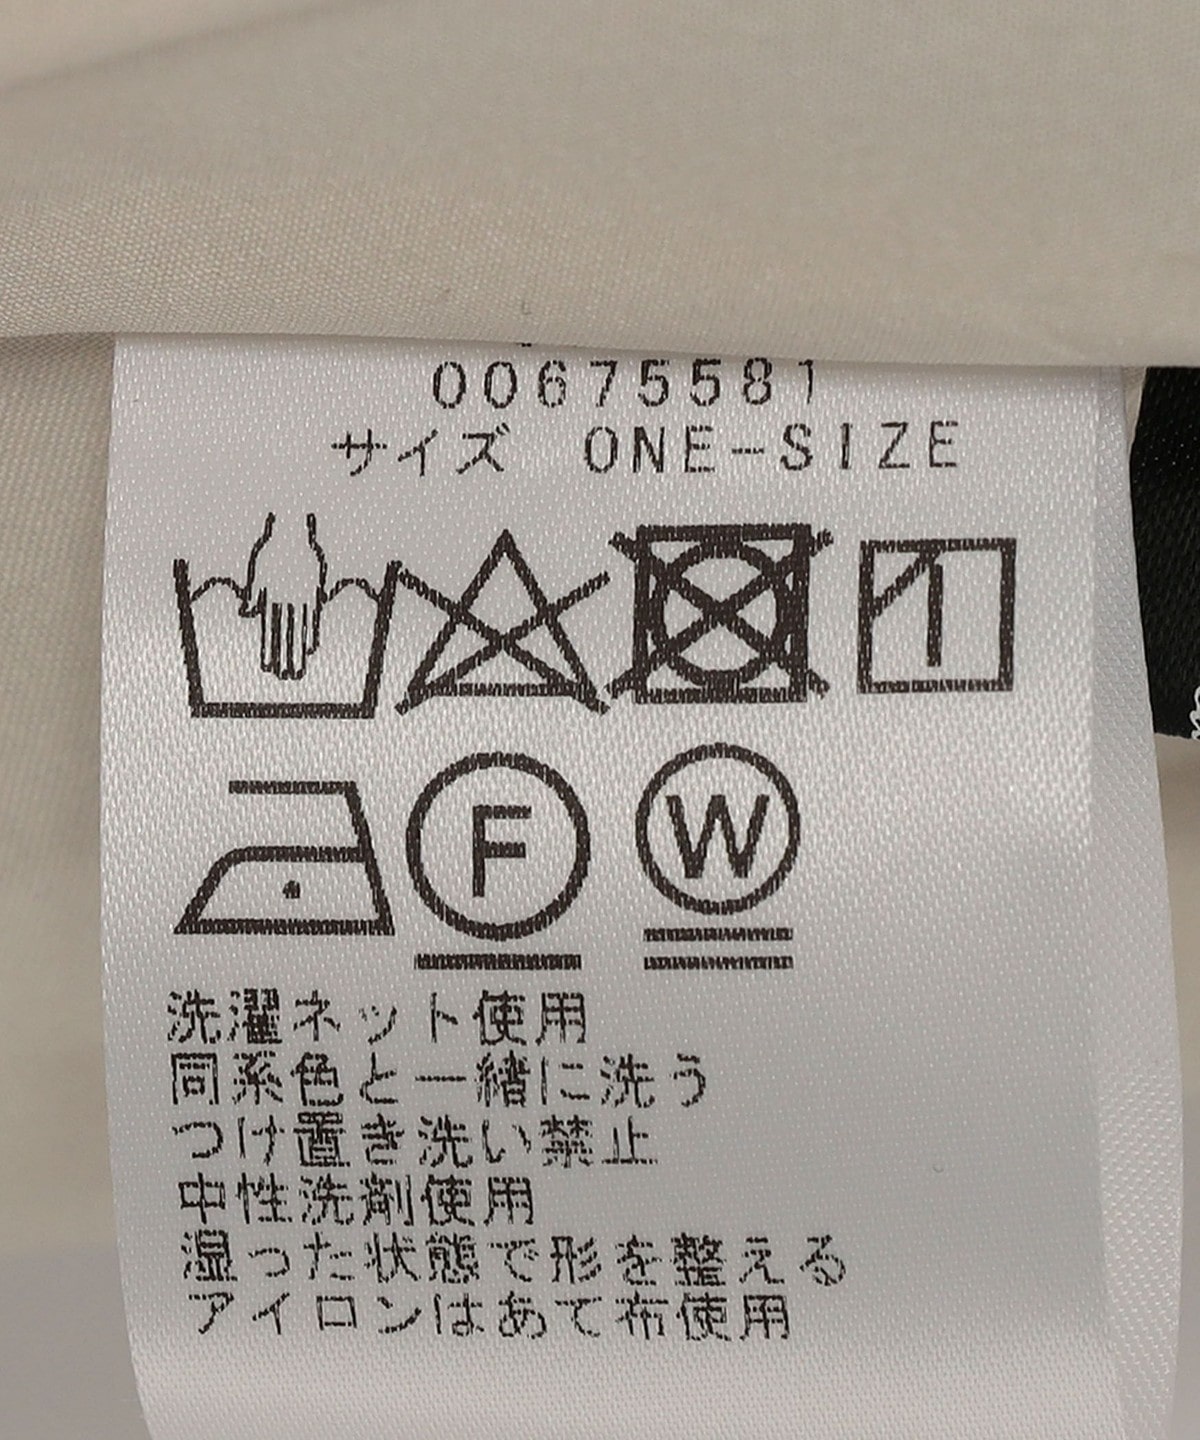 00675581
サイズ ONE-SIZE
F W
洗濯ネット使用
同系色と一緒に洗う
つけ置き洗い禁止
中性洗剤使用
湿った状態で形を整える
アイロンはあて布使用